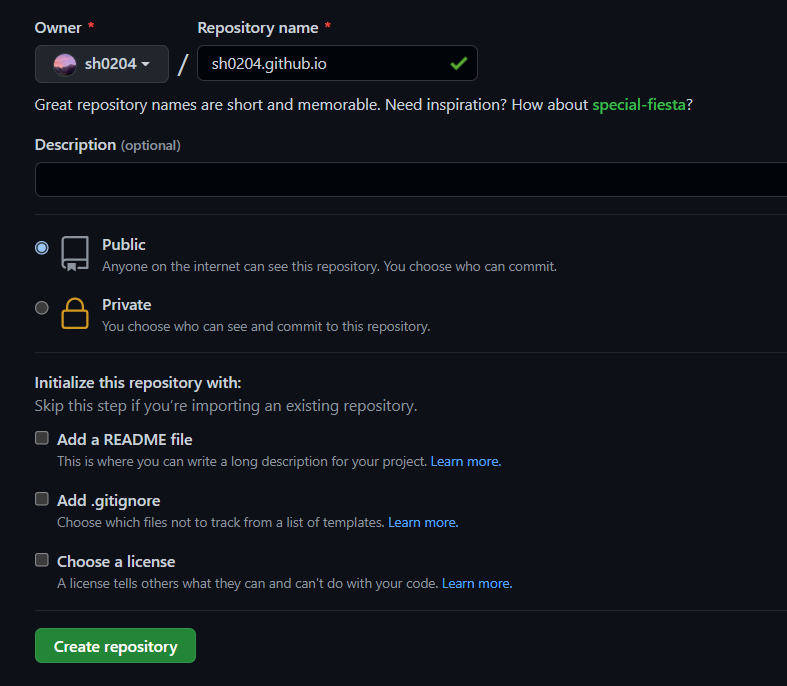 Owner * Repository name *
sh0204 / sh0204.github.io
Great repository names are short and memorable. Need inspiration? How about special-fiesta?
Description (optional)
Public
Anyone on the internet can see this repository. You choose who can commit.
Private
You choose who can see and commit to this repository.
Initialize this repository with:
Skip this step if you’re importing an existing repository.
Add a README file
This is where you can write a long description for your project. Learn more.
Add .gitignore
Choose which files not to track from a list of templates. Learn more.
Choose a license
A license tells others what they can and can't do with your code. Learn more.
Create repository